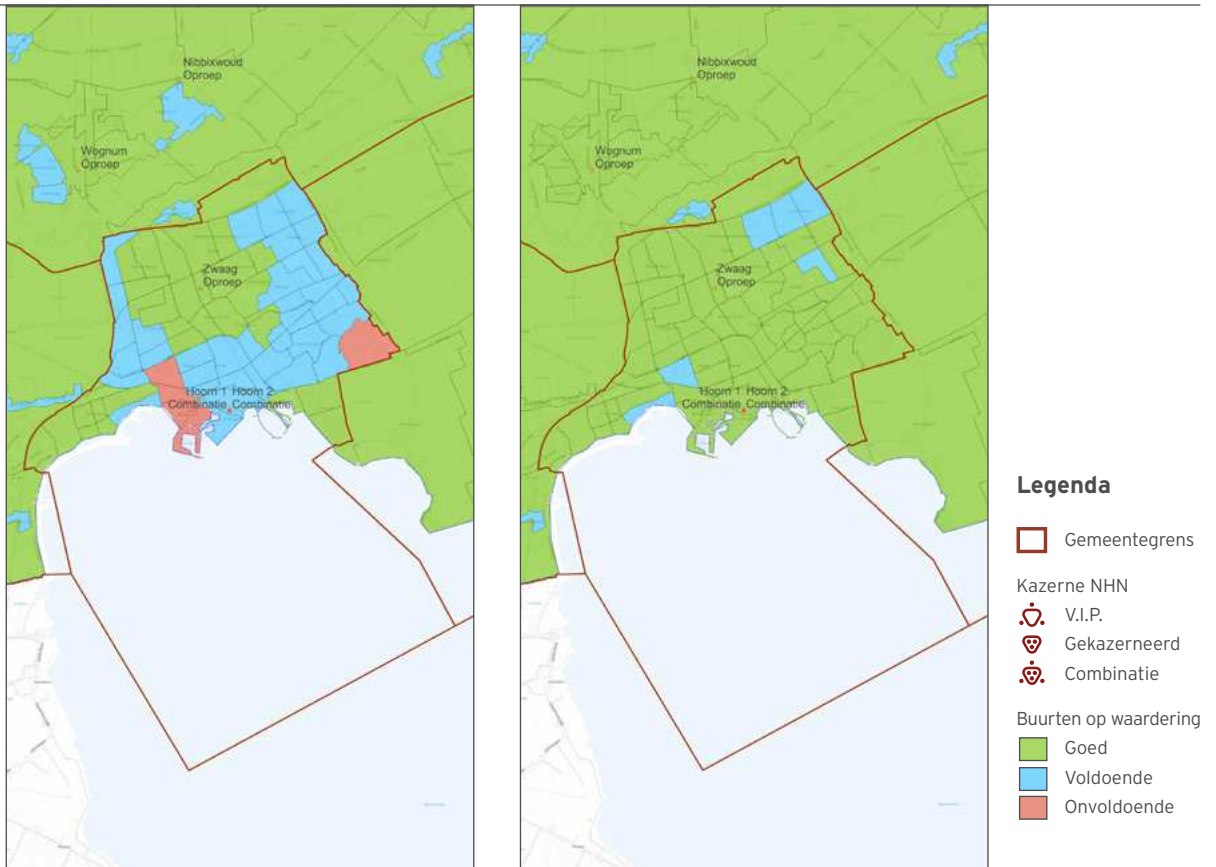 Nibbixwoud
Oproep
Wognum
Oproep
Zwaag
Oproep
Hoorn 1 Hoorn 2
Combinatie Combinatie
Nibbixwoud
Oproep
Wognum
Oproep
Zwaag
Oproep
Hoorn 1 Hoorn 2
Combinatie Combinatie
Legenda
Gemeentegrens
Kazerne NHN
V.I.P.
Gekazerneerd
Combinatie
Buurten op waardering
Goed
Voldoende
Onvoldoende